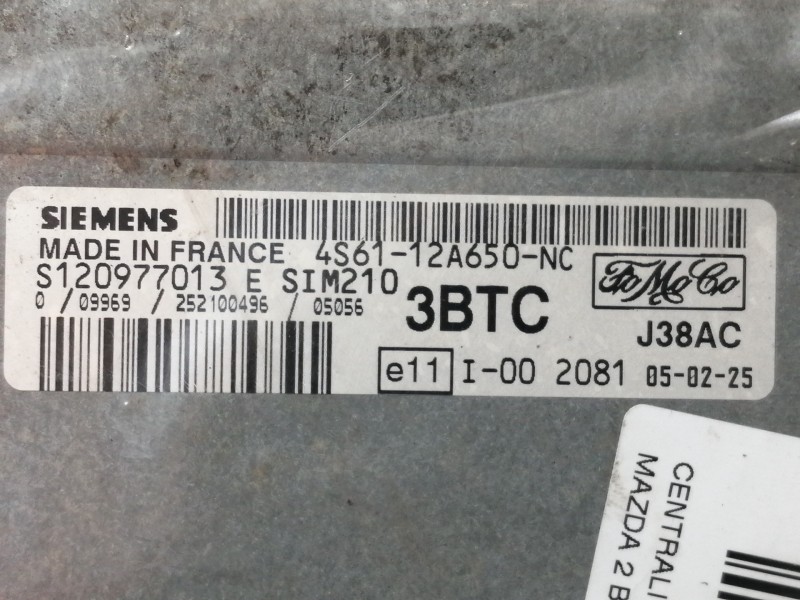 SIEMENS
MADE IN FRANCE 4S61-12A650-NC
S120977013 E SIM210
0 / 09969 / 252100496 / 05056
3BTC
FoMoCo
J38AC
e11 I-00 2081 05-02-25
CENTRALI
MAZDA 2 B